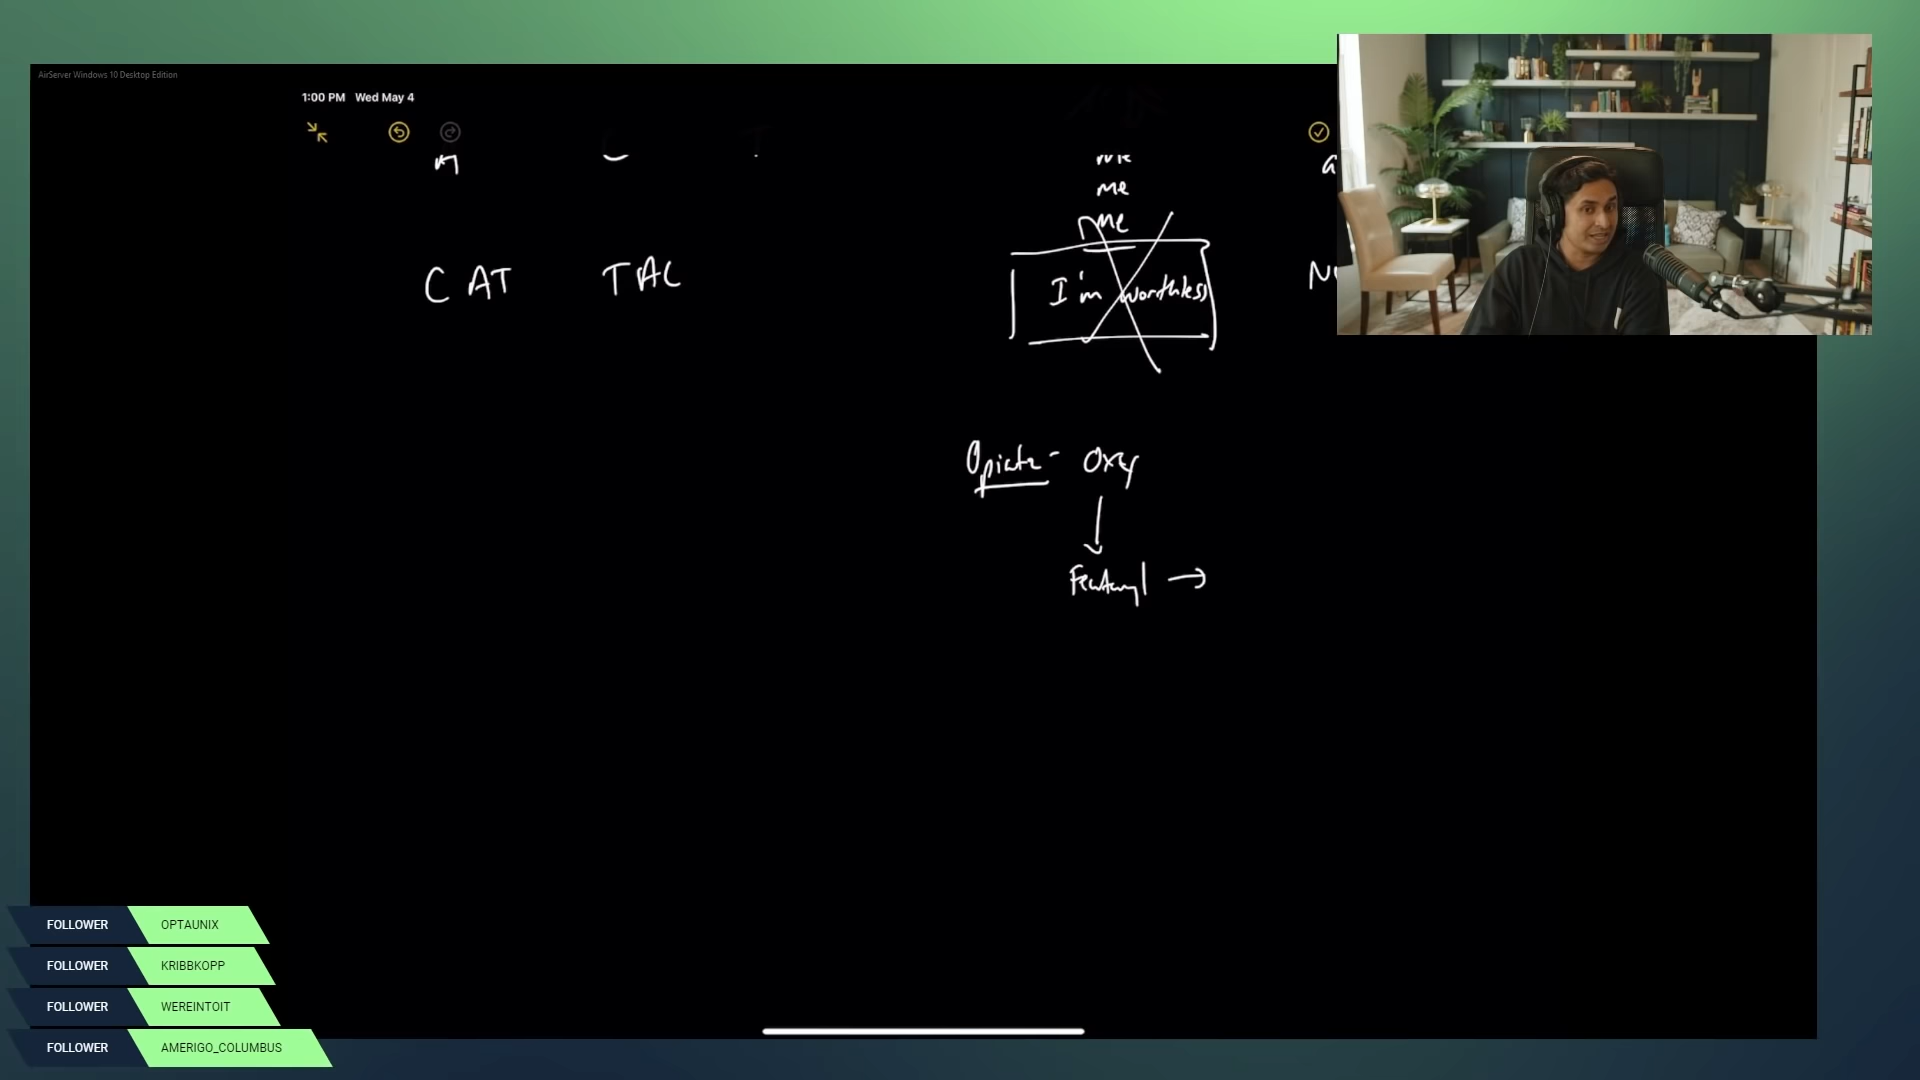 AirServer Windows 10 Desktop Edition
1:00 PM Wed May 4
me
me
CAT TAC
I'm worthless
Opiate - Oxy
Fentanyl →
FOLLOWER OPTAUNIX
FOLLOWER KRIBBKOPP
FOLLOWER WEREINTOIT
FOLLOWER AMERIGO_COLUMBUS